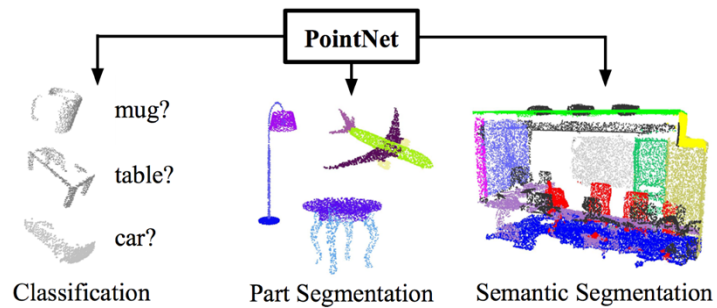 PointNet
mug?
table?
car?
Classification
Part Segmentation
Semantic Segmentation